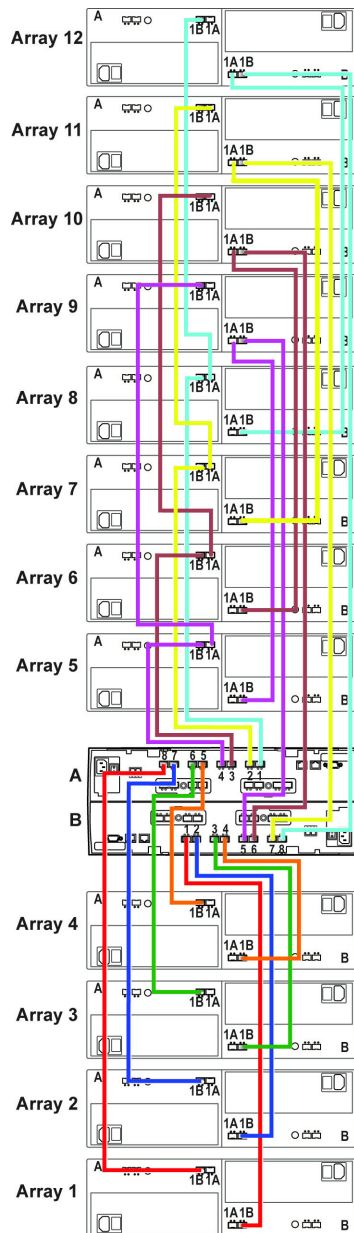 Array 12 A 1B 1A 1A1B B
Array 11 A 1B 1A 1A1B B
Array 10 A 1B 1A 1A1B B
Array 9 A 1B 1A 1A1B B
Array 8 A 1B 1A 1A1B B
Array 7 A 1B 1A 1A1B B
Array 6 A 1B 1A 1A1B B
Array 5 A 1B 1A 1A1B B
A 8 7 6 5 4 3 2 1
B 1 2 3 4 5 6 7 8
Array 4 A 1B 1A 1A1B B
Array 3 A 1B 1A 1A1B B
Array 2 A 1B 1A 1A1B B
Array 1 A 1B 1A 1A1B B